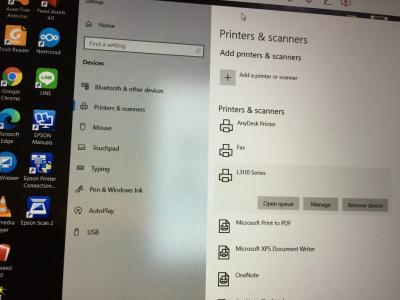 Settings
Home
Find a setting
Devices
Bluetooth & other devices
Printers & scanners
Mouse
Touchpad
Typing
Pen & Windows Ink
AutoPlay
USB
Printers & scanners
Add printers & scanners
Add a printer or scanner
Printers & scanners
AnyDesk Printer
Fax
L3110 Series
Open queue
Manage
Remove device
Microsoft Print to PDF
Microsoft XPS Document Writer
OneNote
Avast Free
Antivirus
Fixed Assets
4.0
Foxit Reader
Nextcloud
Google
Chrome
LINE
Microsoft
Edge
EPSON
Manuals
Epson Printer
Connection...
Epson Scan 2